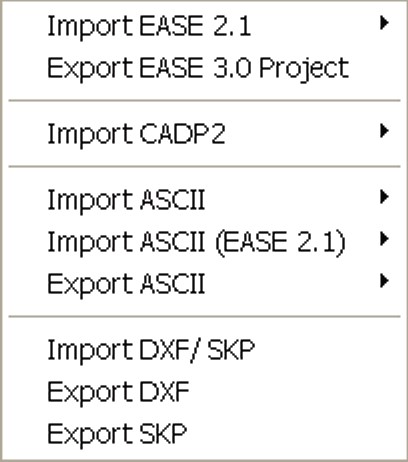 Import EASE 2.1
Export EASE 3.0 Project
Import CADP2
Import ASCII
Import ASCII (EASE 2.1)
Export ASCII
Import DXF/ SKP
Export DXF
Export SKP